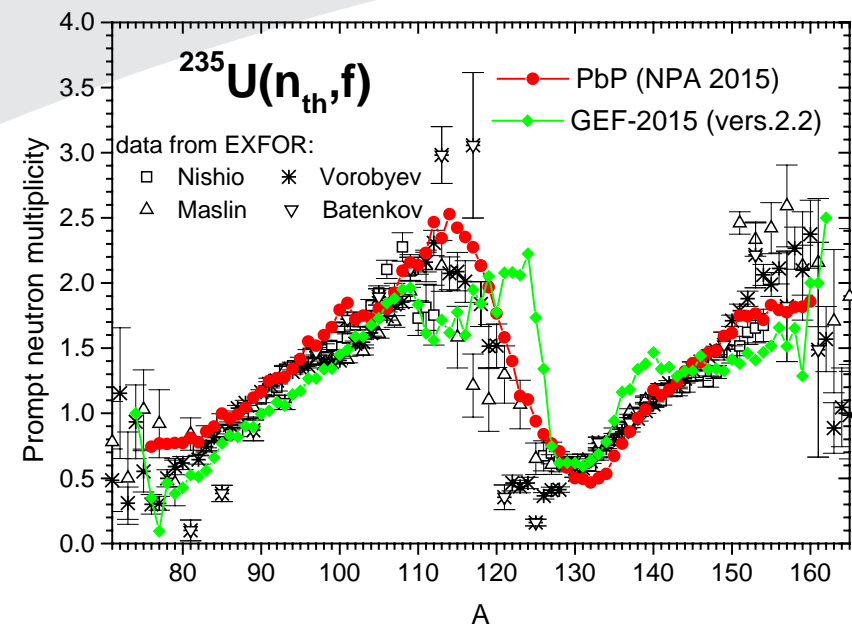 ²³⁵U(nₜₕ,f)
PbP (NPA 2015)
GEF-2015 (vers.2.2)
data from EXFOR:
Nishio Vorobyev
Maslin Batenkov
Prompt neutron multiplicity
4.0
3.5
3.0
2.5
2.0
1.5
1.0
0.5
0.0
80 90 100 110 120 130 140 150 160
A